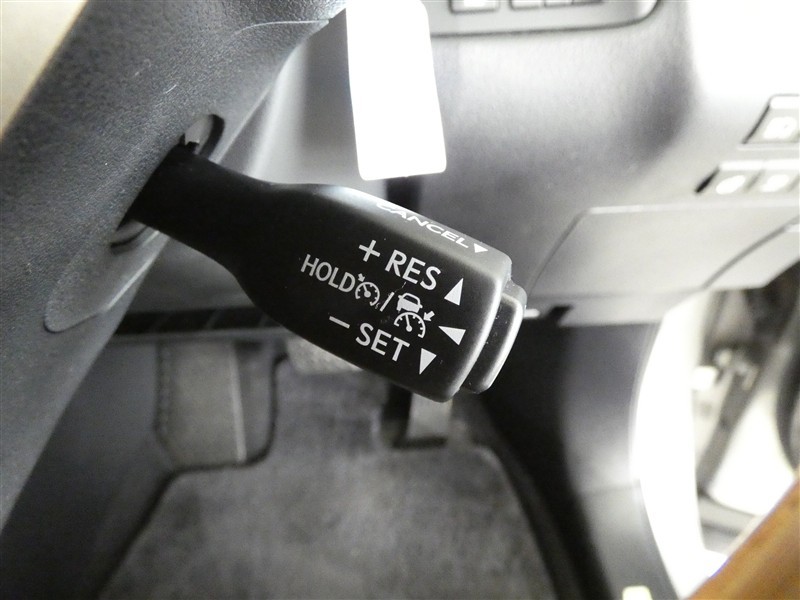 CANCEL▼
+ RES ▲
HOLD / ◀
− SET ▼